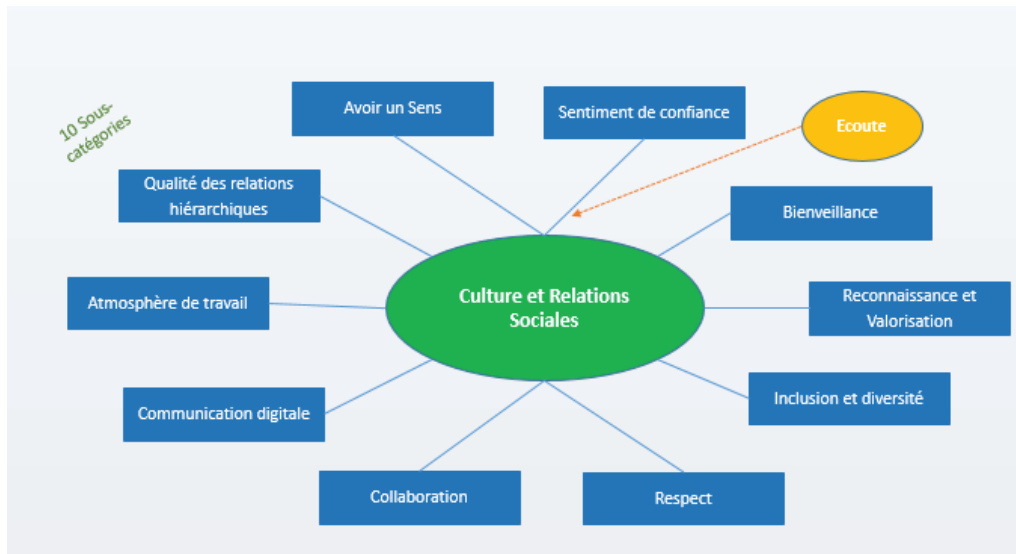 10 Sous-
catégories
Avoir un Sens
Sentiment de confiance
Ecoute
Qualité des relations
hiérarchiques
Bienveillance
Atmosphère de travail
Culture et Relations
Sociales
Reconnaissance et
Valorisation
Communication digitale
Inclusion et diversité
Collaboration
Respect